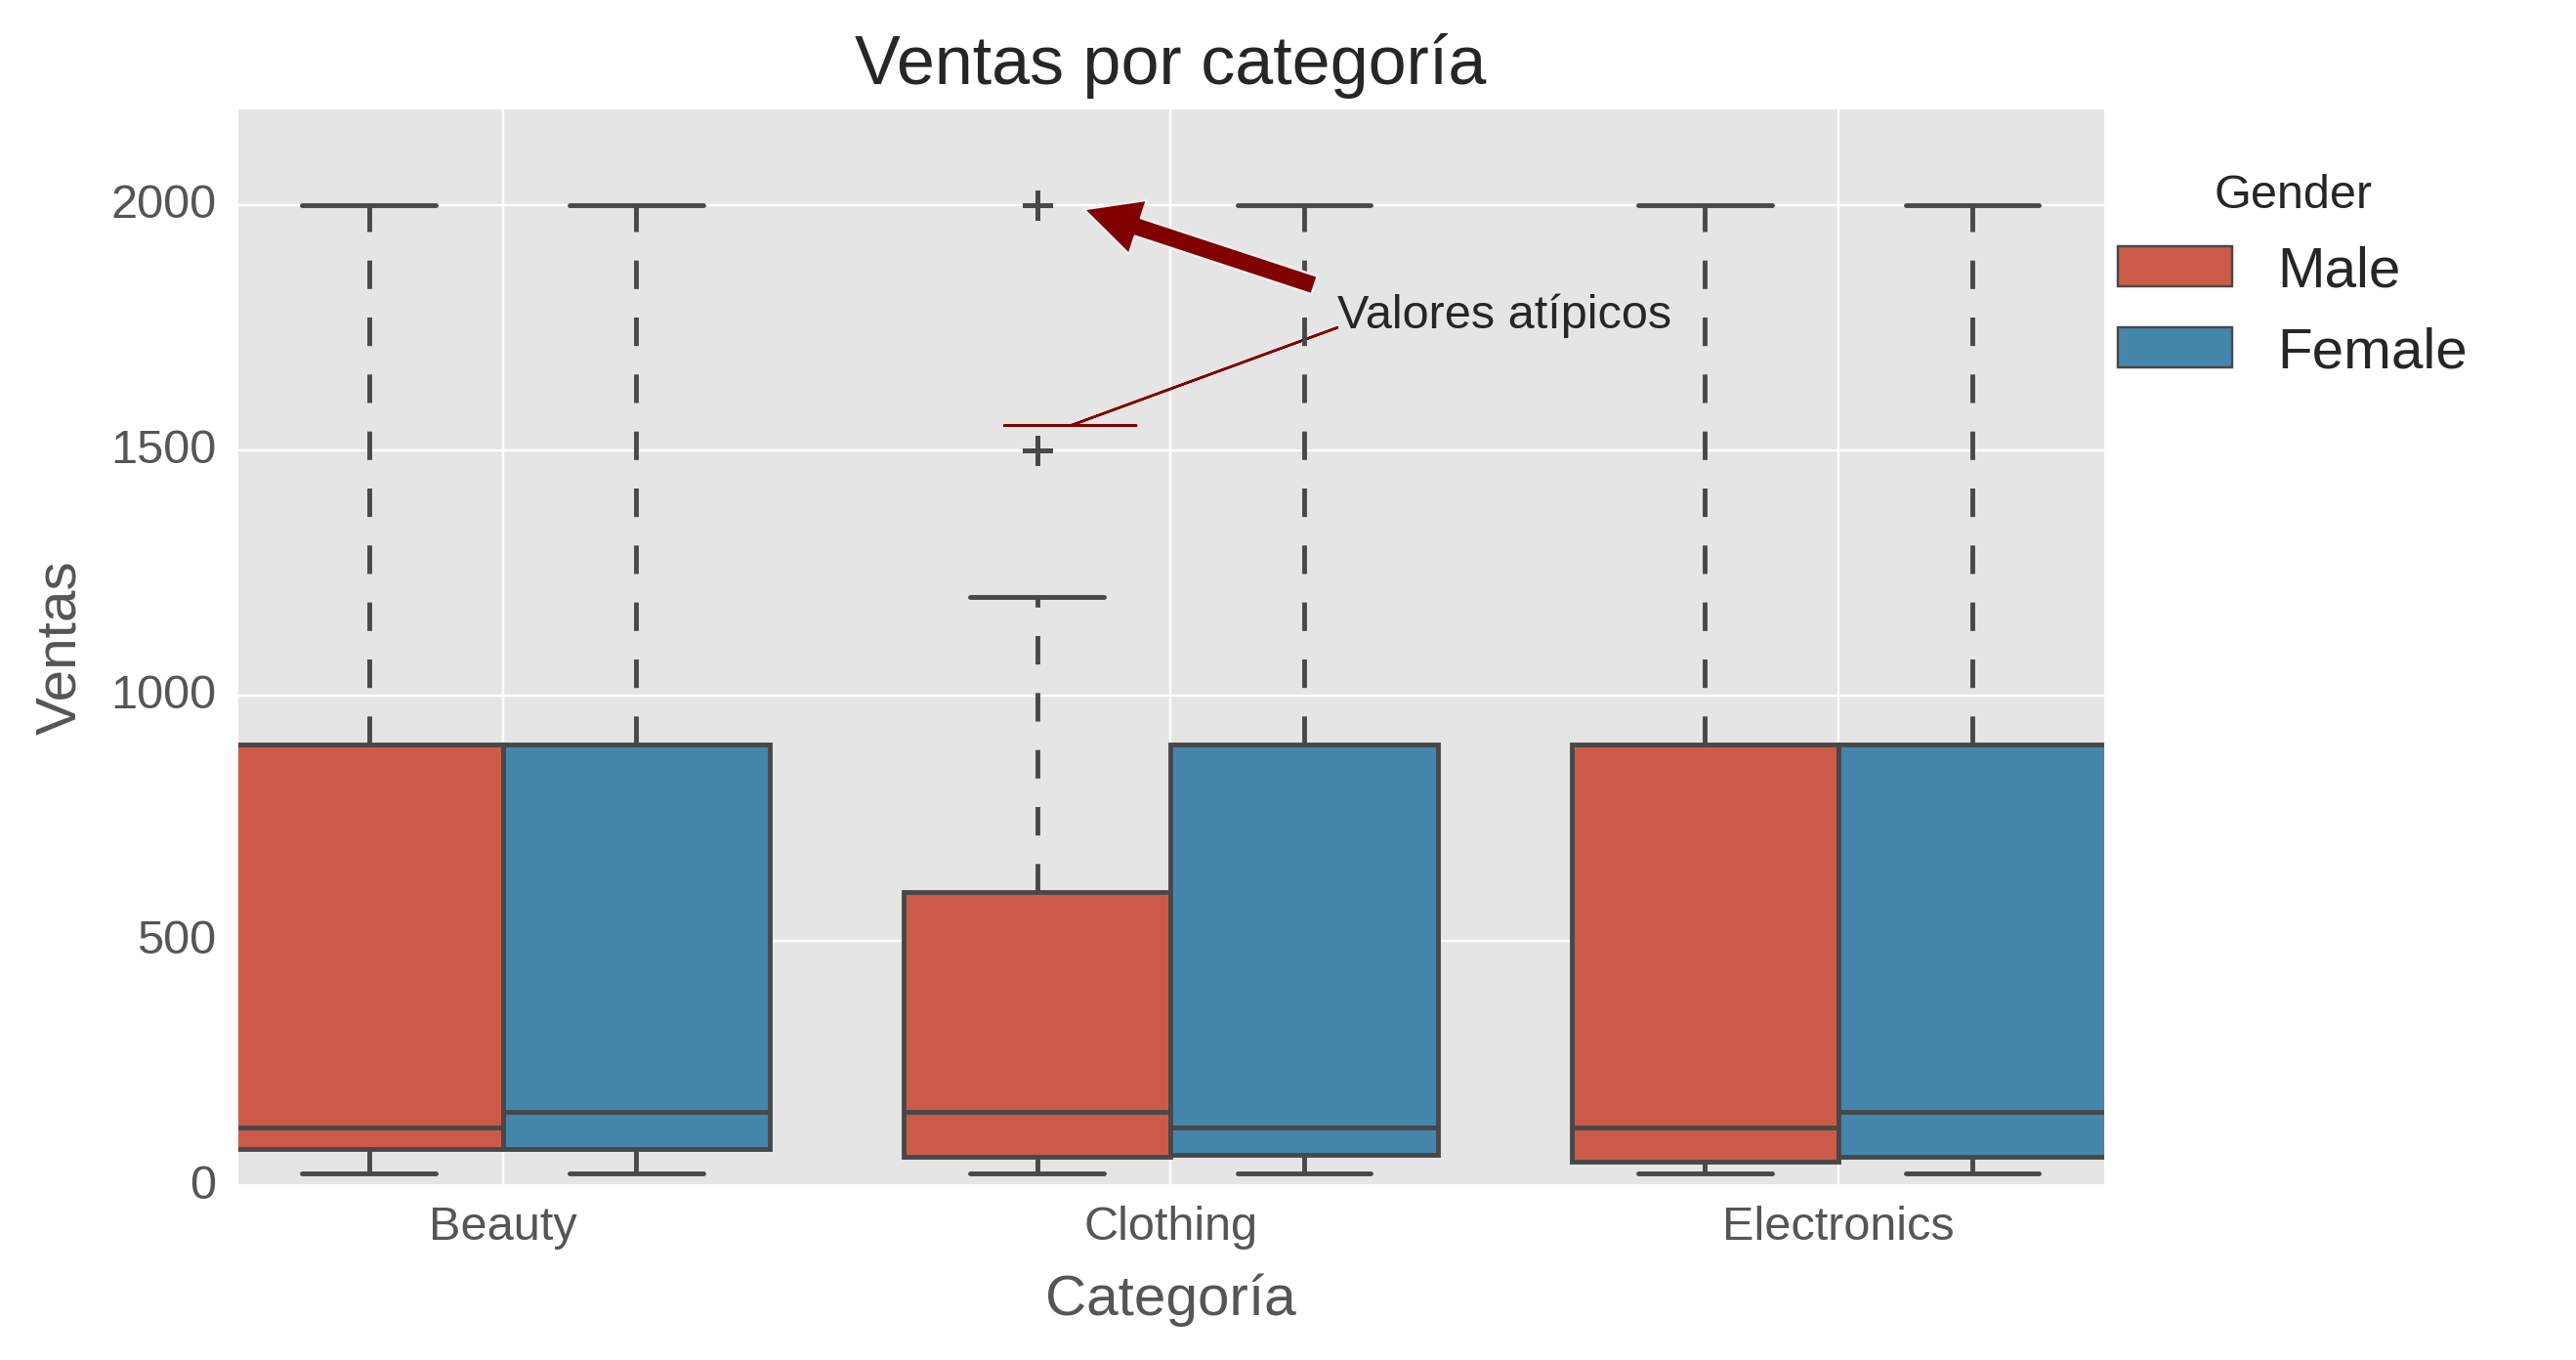 Ventas por categoría
Gender
Male
Female
Valores atípicos
2000
1500
1000
500
0
Ventas
Beauty
Clothing
Electronics
Categoría